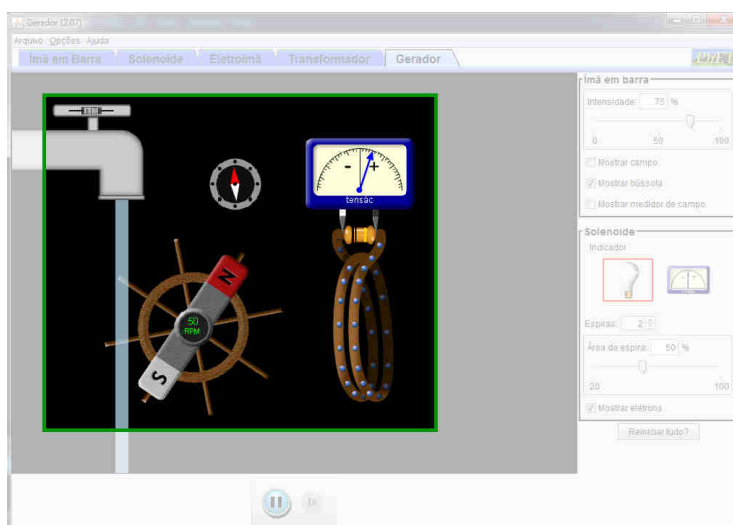 Gerador (2.07)
Arquivo Opções Ajuda
Ímã em Barra Solenoide Eletroímã Transformador Gerador
Ímã em barra
Intensidade: 75 %
0 50 100
Mostrar campo
Mostrar bússola
Mostrar medidor de campo
- +
tensão
N
50
RPM
S
Solenoide
Indicador
Espiras: 2
Área da espira: 50 %
20 100
Mostrar elétrons
Reiniciar tudo?